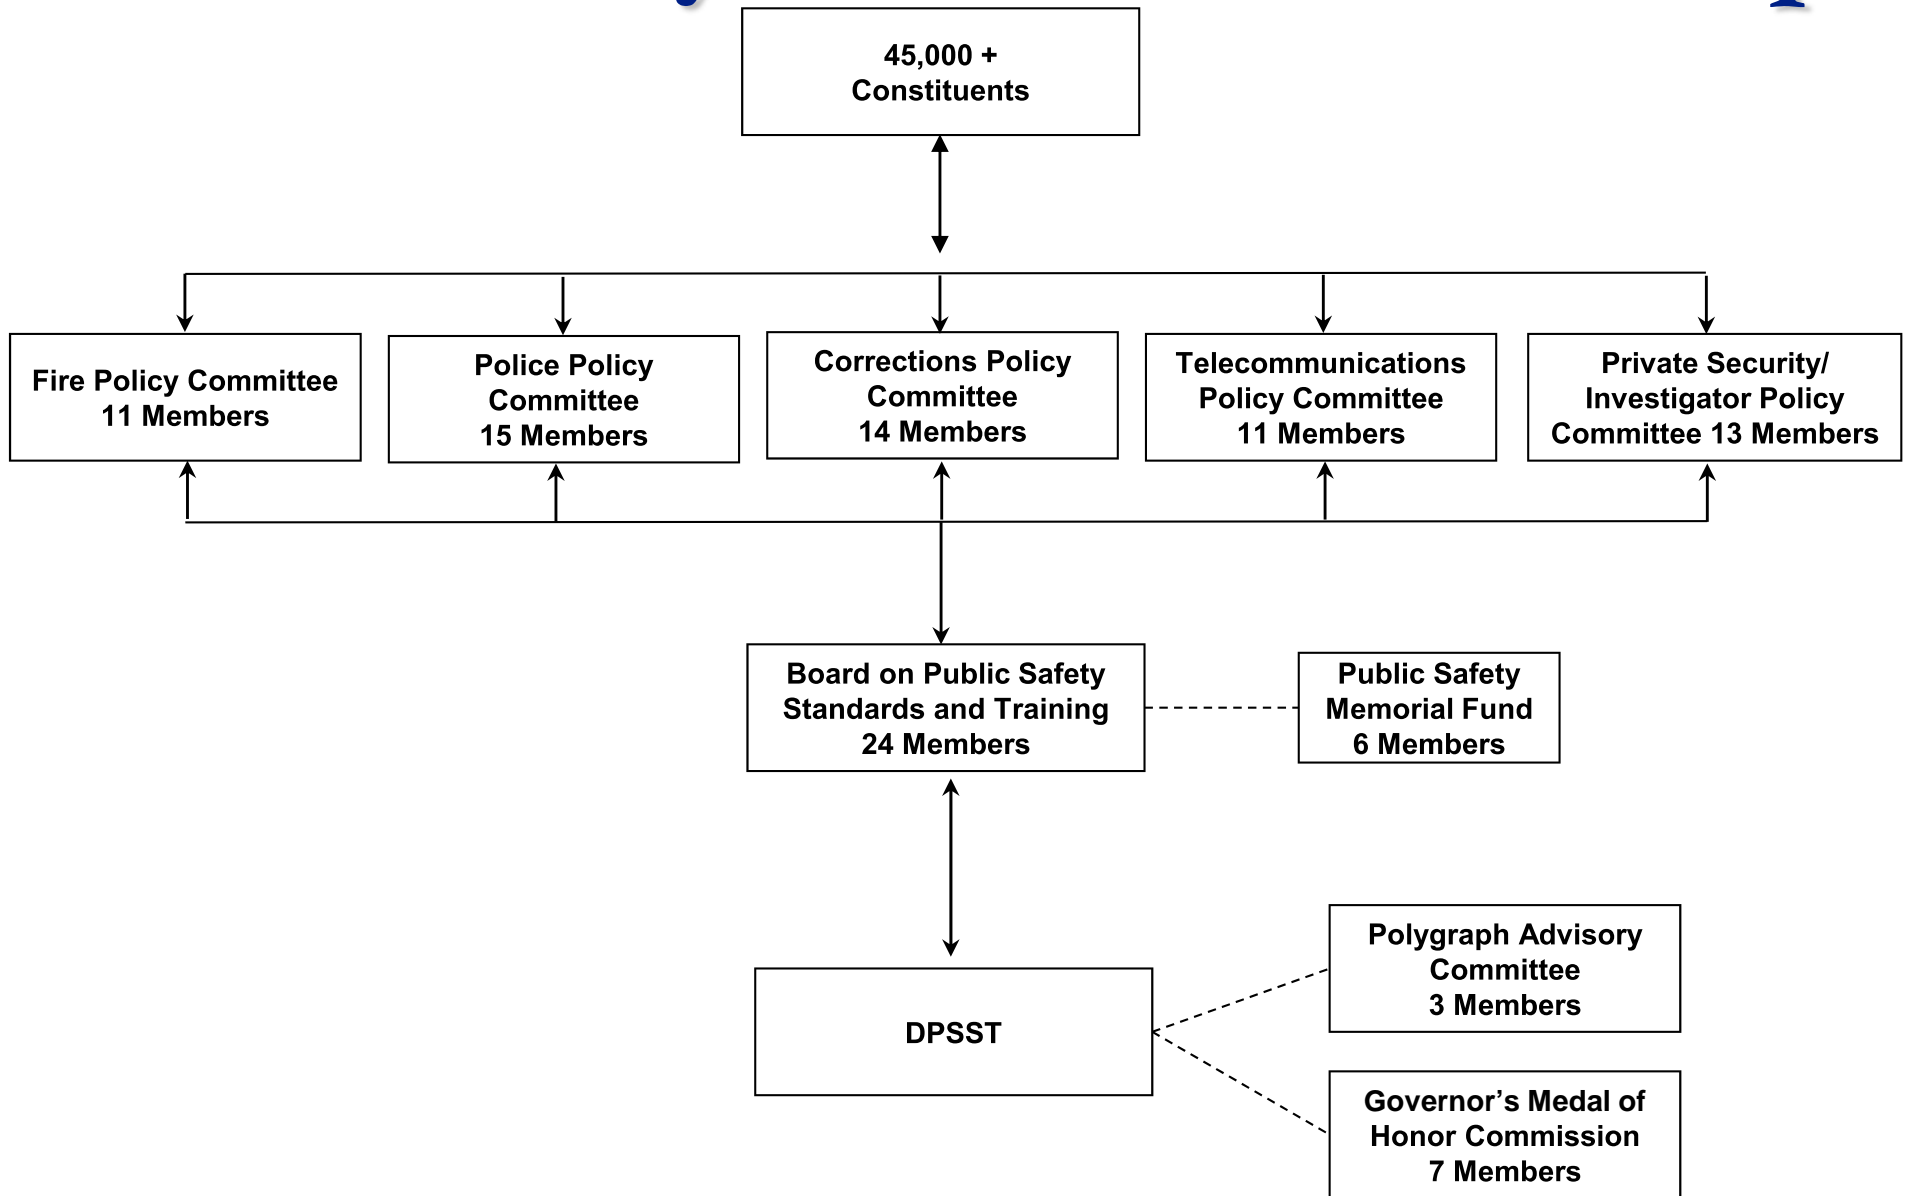 45,000 +
Constituents
Fire Policy Committee
11 Members
Police Policy
Committee
15 Members
Corrections Policy
Committee
14 Members
Telecommunications
Policy Committee
11 Members
Private Security/
Investigator Policy
Committee 13 Members
Board on Public Safety
Standards and Training
24 Members
Public Safety
Memorial Fund
6 Members
Polygraph Advisory
Committee
3 Members
DPSST
Governor’s Medal of
Honor Commission
7 Members